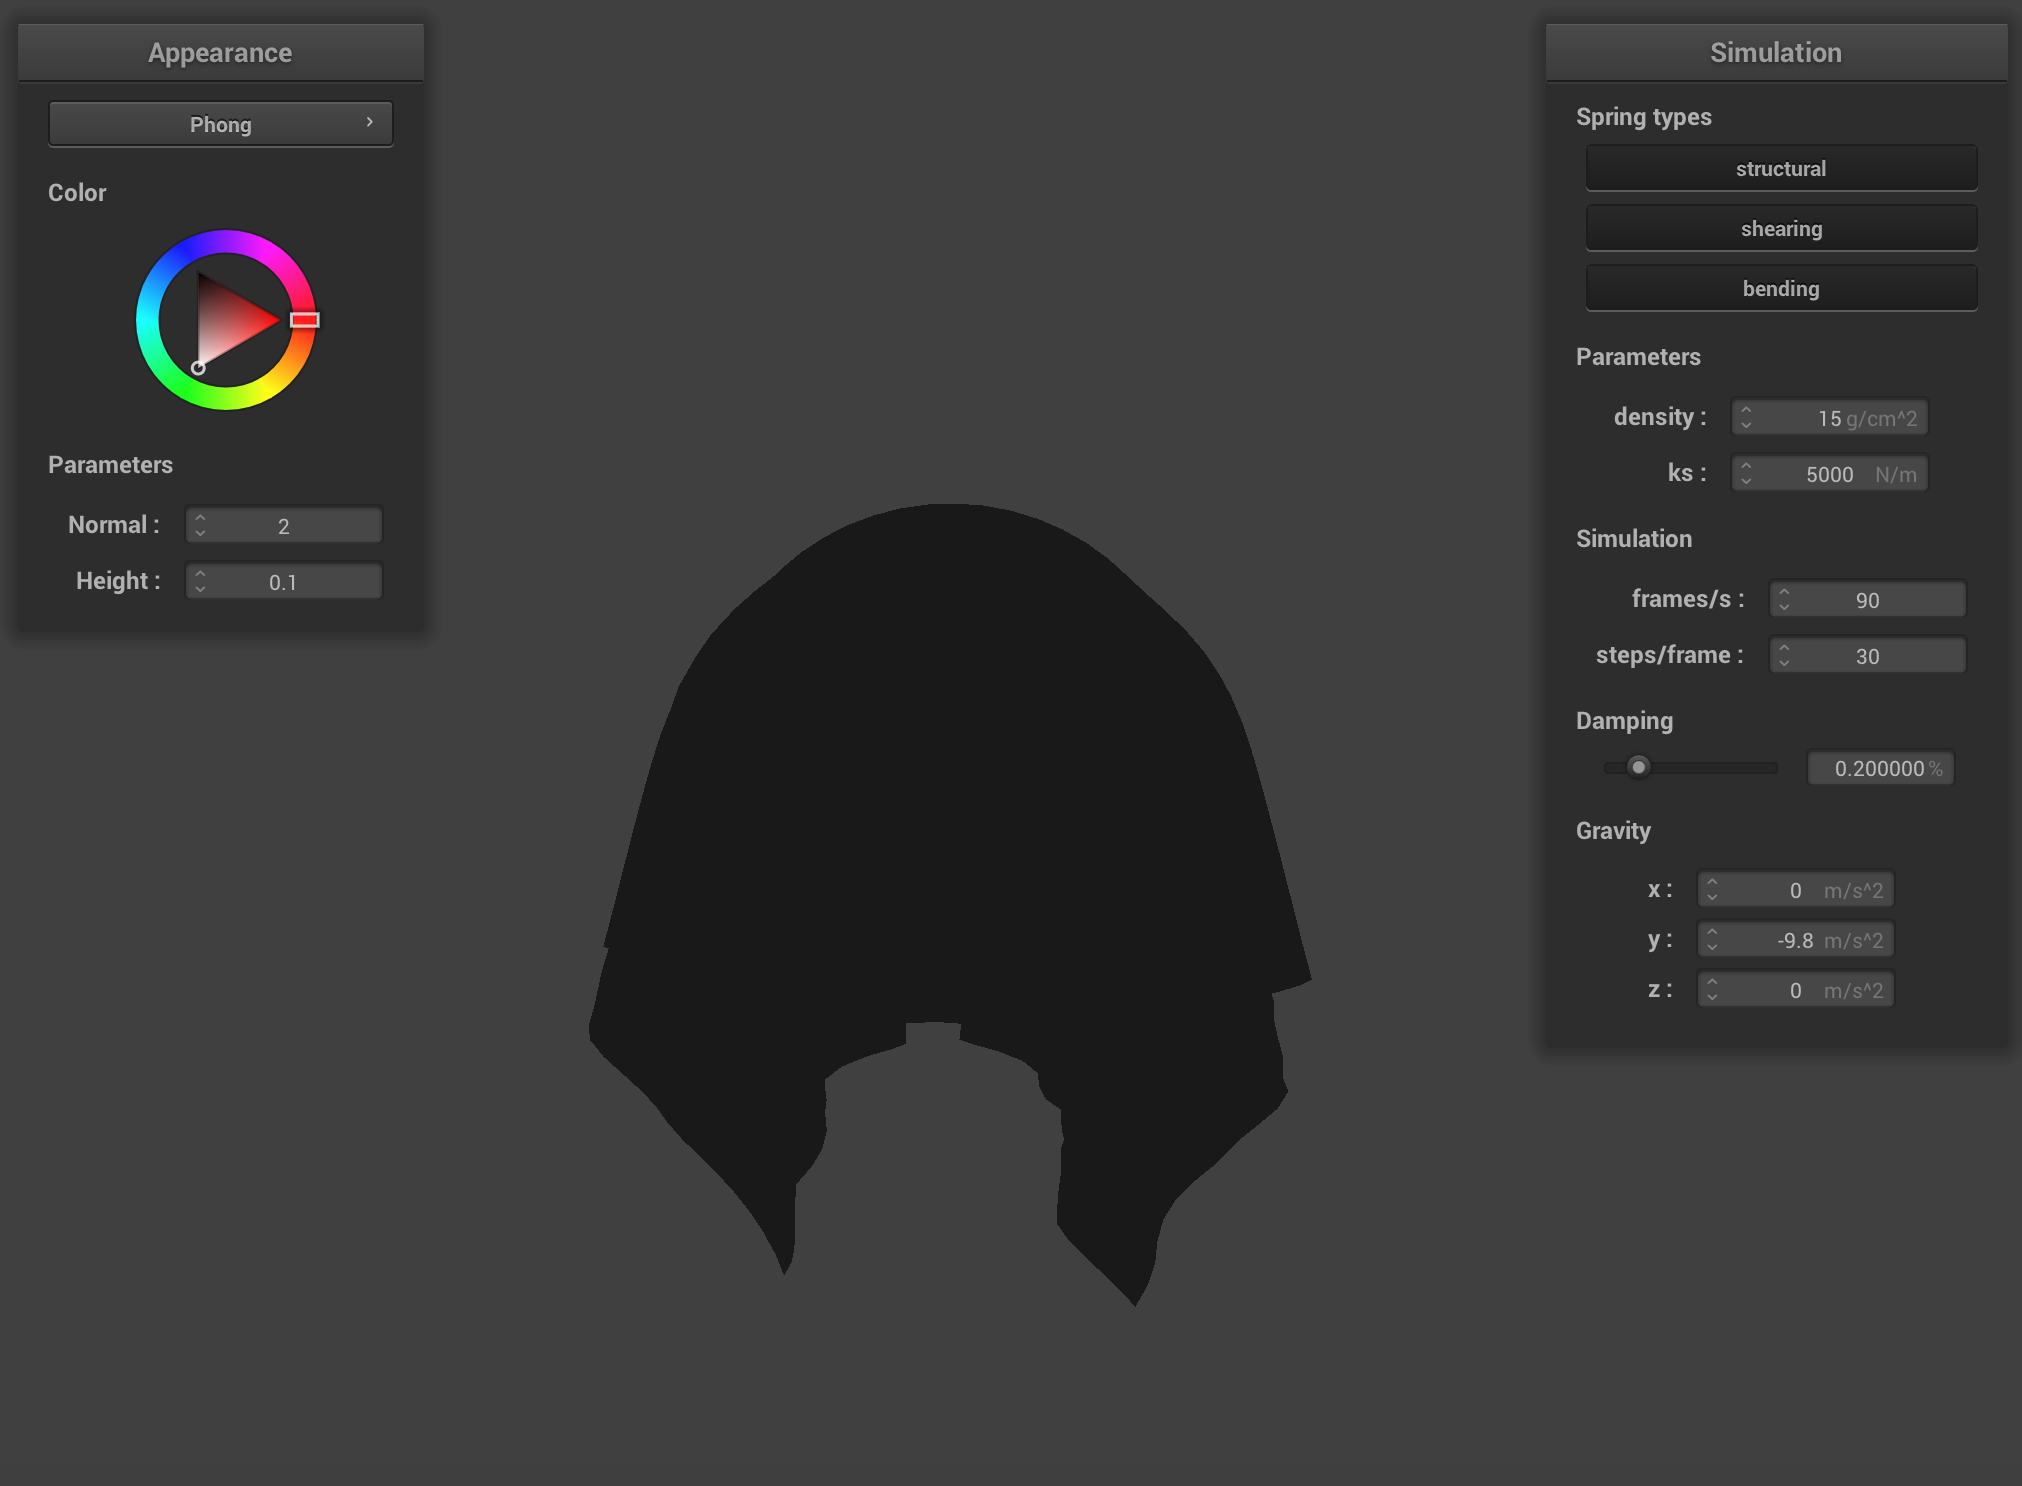 Appearance
Phong
Color
Parameters
Normal : 2
Height : 0.1
Simulation
Spring types
structural
shearing
bending
Parameters
density : 15 g/cm^2
ks : 5000 N/m
Simulation
frames/s : 90
steps/frame : 30
Damping
0.200000 %
Gravity
x : 0 m/s^2
y : -9.8 m/s^2
z : 0 m/s^2